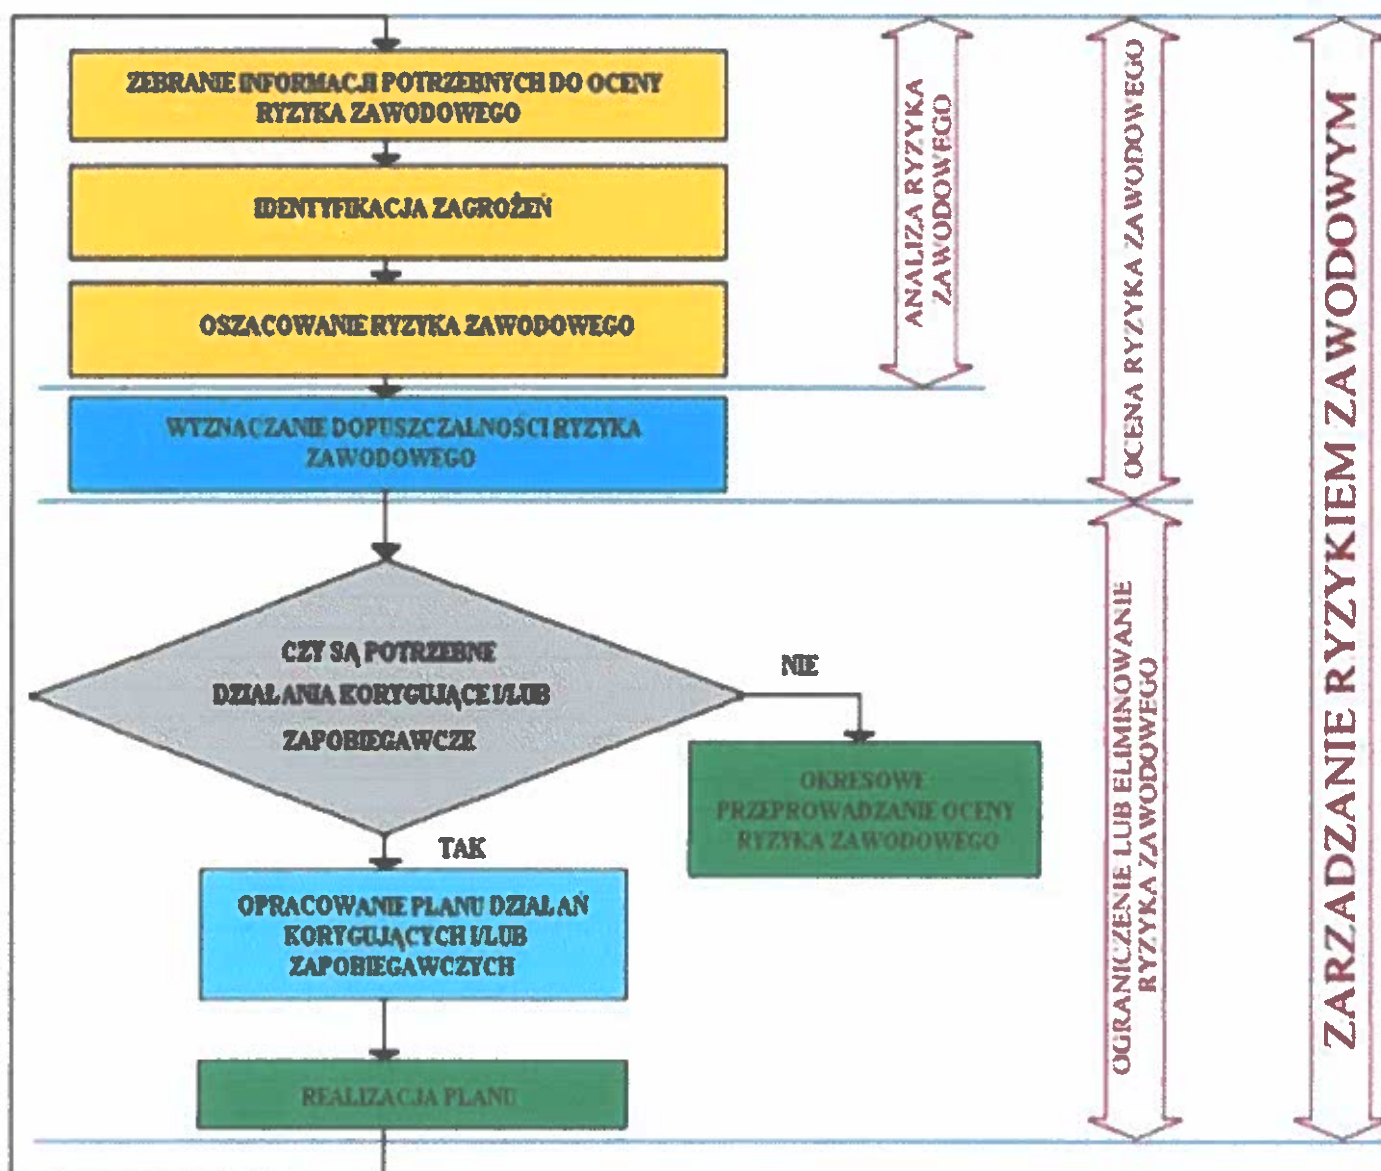 ZEBRANIE INFORMACJI POTRZEBNYCH DO OCENY
RYZYKA ZAWODOWEGO
IDENTYFIKACJA ZAGROŻEŃ
OSZACOWANIE RYZYKA ZAWODOWEGO
WYZNACZANIE DOPUSZCZALNOŚCI RYZYKA
ZAWODOWEGO
CZY SĄ POTRZEBNE
DZIAŁANIA KORYGUJĄCE I/LUB
ZAPOBIEGAWCZE
NIE
OKRESOWE
PRZEPROWADZANIE OCENY
RYZYKA ZAWODOWEGO
TAK
OPRACOWANIE PLANU DZIAŁAŃ
KORYGUJĄCYCH I/LUB
ZAPOBIEGAWCZYCH
REALIZACJA PLANU
ANALIZA RYZYKA
ZAWODOWEGO
OCENA RYZYKA ZAWODOWEGO
OGRANICZENIE LUB ELIMINOWANIE
RYZYKA ZAWODOWEGO
ZARZADZANIE RYZYKIEM ZAWODOWYM